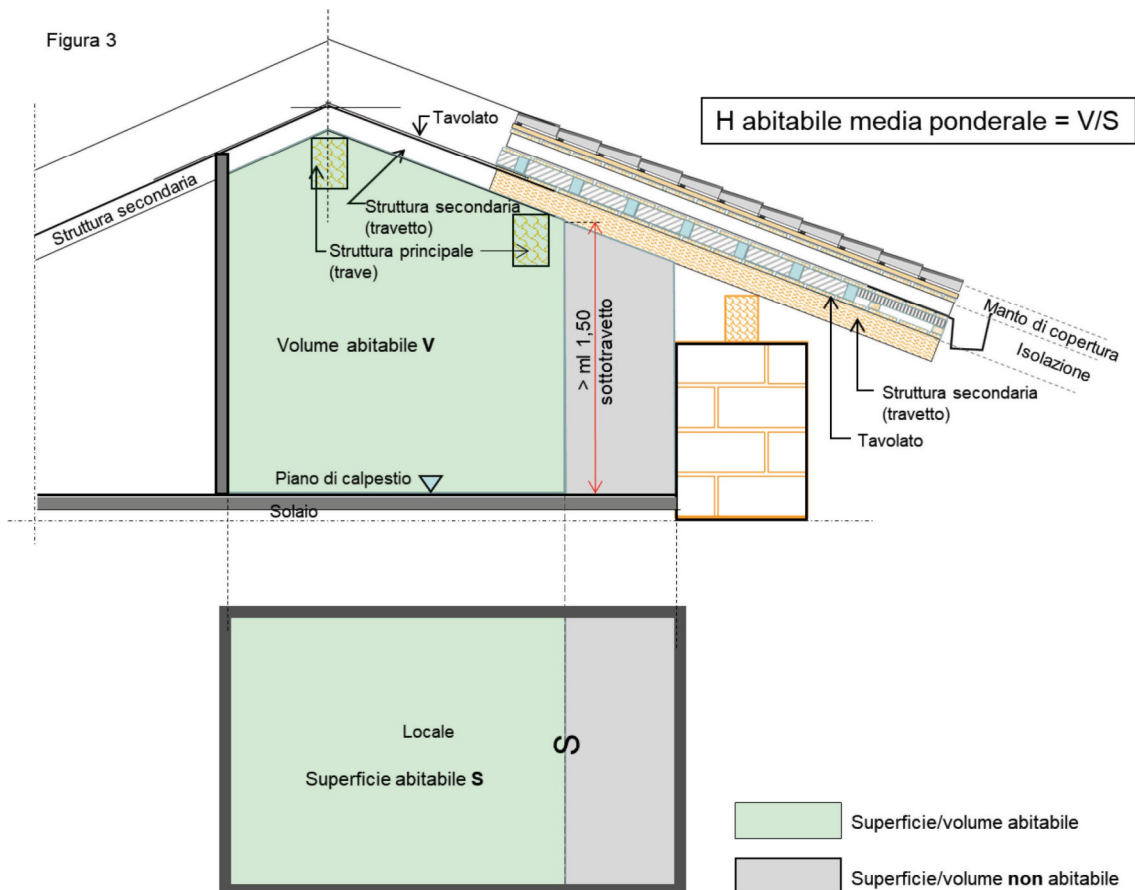 Figura 3
H abitabile media ponderale = V/S
Tavolato
Struttura secondaria
Struttura secondaria
(travetto)
Struttura principale
(trave)
Volume abitabile V
> ml 1,50
sottotravetto
Manto di copertura
Isolazione
Struttura secondaria
(travetto)
Tavolato
Piano di calpestio
Solaio
Locale
S
Superficie abitabile S
Superficie/volume abitabile
Superficie/volume non abitabile